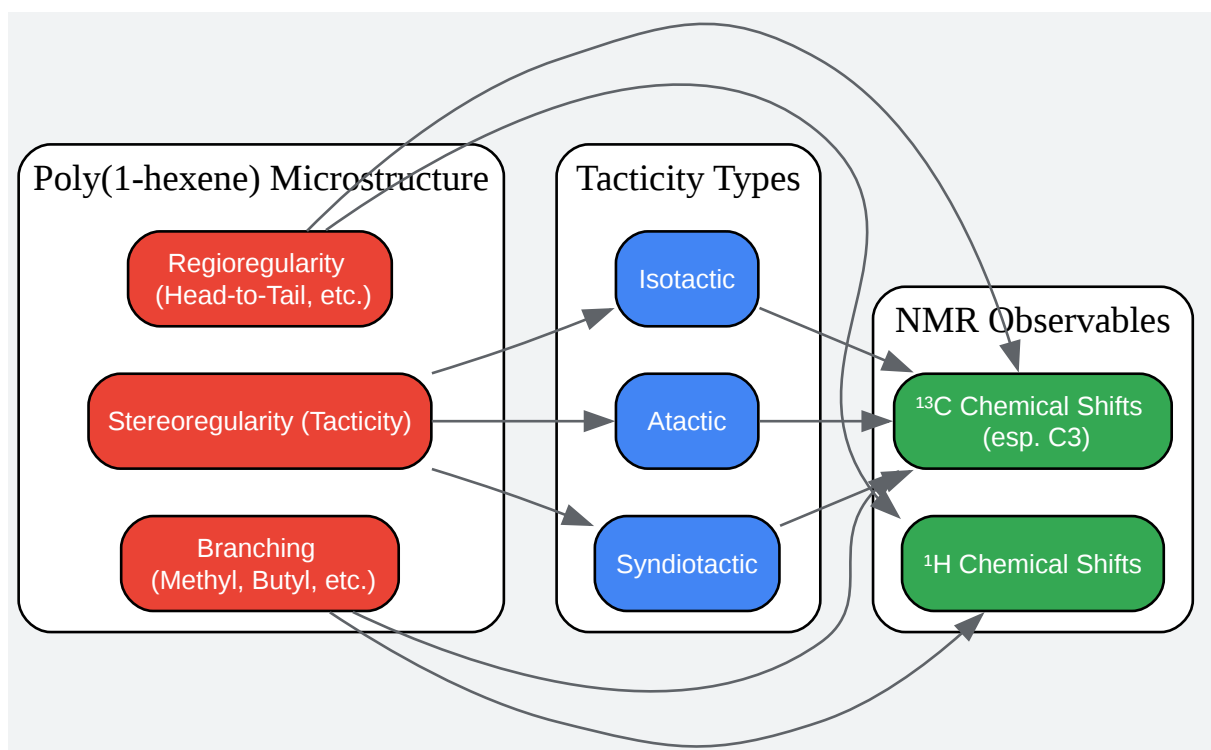 Poly(1-hexene) Microstructure
Regioregularity
(Head-to-Tail, etc.)
Stereoregularity (Tacticity)
Branching
(Methyl, Butyl, etc.)
Tacticity Types
Isotactic
Atactic
Syndiotactic
NMR Observables
¹³C Chemical Shifts
(esp. C3)
¹H Chemical Shifts